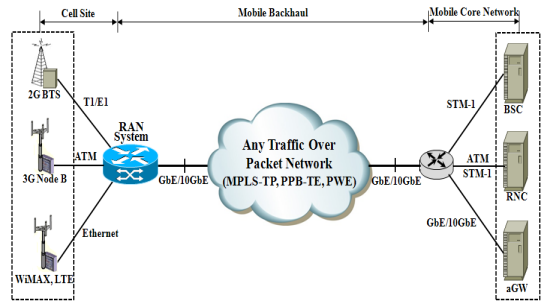 Cell Site
Mobile Backhaul
Mobile Core Network
2G BTS
T1/E1
RAN
System
3G Node B
ATM
GbE/10GbE
Ethernet
WiMAX, LTE
Any Traffic Over
Packet Network
(MPLS-TP, PPB-TE, PWE)
GbE/10GbE
STM-1
BSC
ATM
STM-1
RNC
GbE/10GbE
aGW